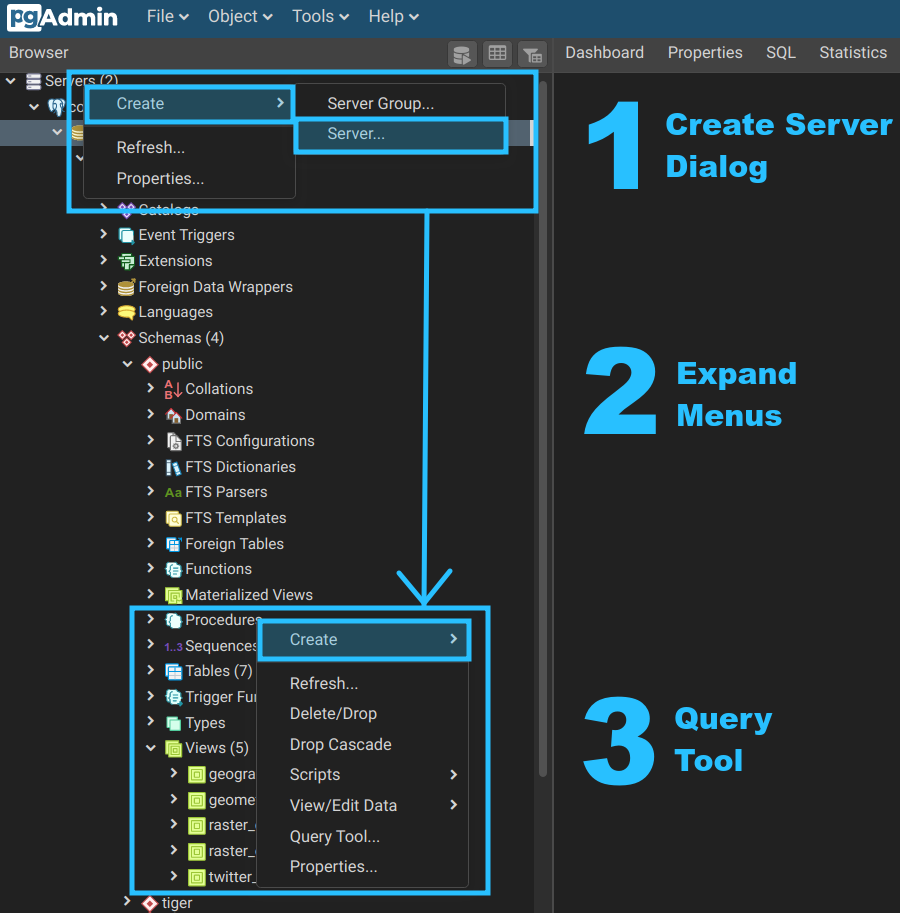 pgAdmin File Object Tools Help
Browser Dashboard Properties SQL Statistics
Servers (2)
Create Server Group...
Server...
Refresh...
Properties...
1 Create Server
Dialog
Catalogs
Event Triggers
Extensions
Foreign Data Wrappers
Languages
Schemas (4)
public
Collations
Domains
FTS Configurations
FTS Dictionaries
FTS Parsers
FTS Templates
Foreign Tables
Functions
Materialized Views
2 Expand
Menus
Procedures
1..3 Sequences
Tables (7)
Trigger Fun
Types
Views (5)
geogra
geome
raster_
raster_
twitter_
tiger
Create
Refresh...
Delete/Drop
Drop Cascade
Scripts
View/Edit Data
Query Tool...
Properties...
3 Query
Tool